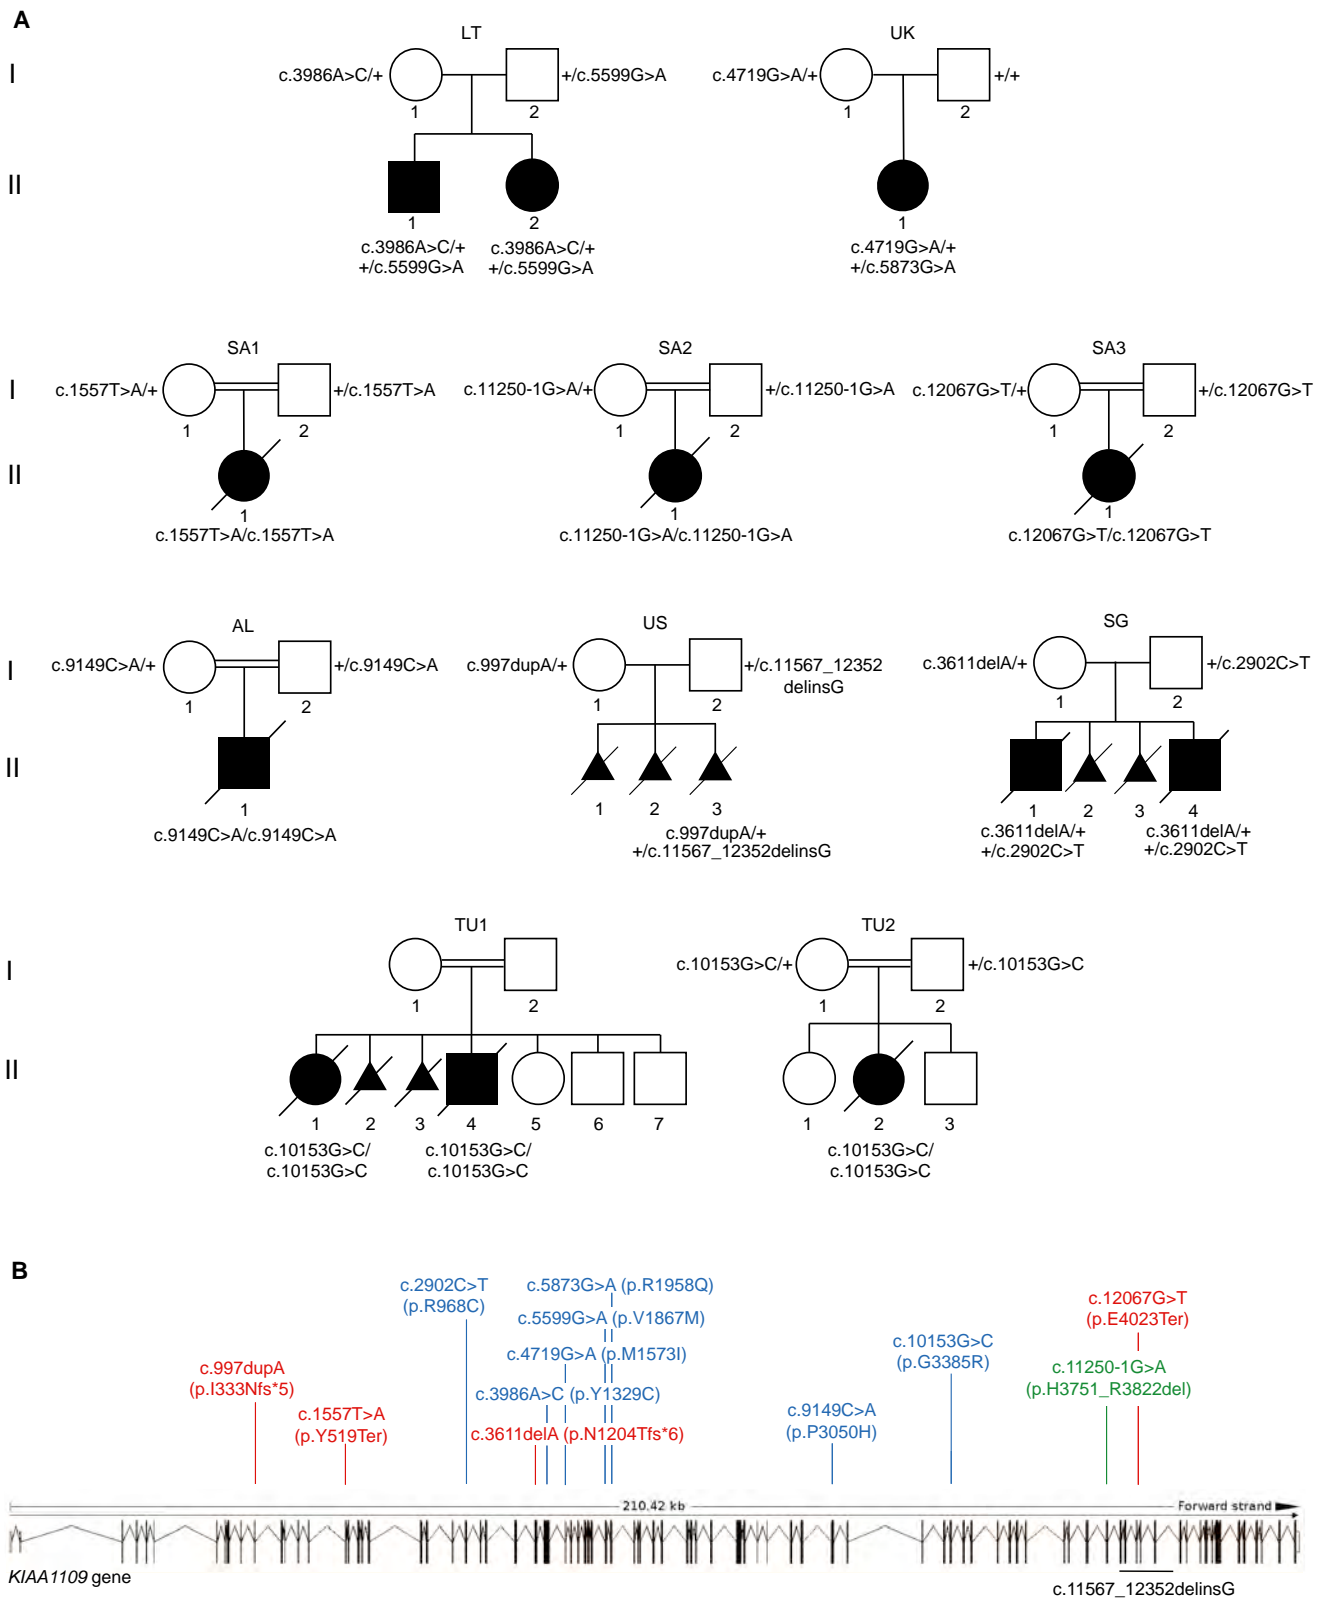 A
LT
UK
I
c.3986A>C/+
+/c.5599G>A
c.4719G>A/+
+/+
1
2
1
2
II
1
2
1
c.3986A>C/+
+/c.5599G>A
c.3986A>C/+
+/c.5599G>A
c.4719G>A/+
+/c.5873G>A
SA1
SA2
SA3
I
c.1557T>A/+
+/c.1557T>A
c.11250-1G>A/+
+/c.11250-1G>A
c.12067G>T/+
+/c.12067G>T
1
2
1
2
1
2
II
1
1
1
c.1557T>A/c.1557T>A
c.11250-1G>A/c.11250-1G>A
c.12067G>T/c.12067G>T
AL
US
SG
I
c.9149C>A/+
+/c.9149C>A
c.997dupA/+
+/c.11567_12352
delinsG
c.3611delA/+
+/c.2902C>T
1
2
1
2
1
2
II
1
1
2
3
1
2
3
4
c.9149C>A/c.9149C>A
c.997dupA/+
+/c.11567_12352delinsG
c.3611delA/+
+/c.2902C>T
c.3611delA/+
+/c.2902C>T
TU1
TU2
I
c.10153G>C/+
+/c.10153G>C
1
2
1
2
II
1
2
3
4
5
6
7
1
2
3
c.10153G>C/
c.10153G>C
c.10153G>C/
c.10153G>C
c.10153G>C/
c.10153G>C
B
c.2902C>T
(p.R968C)
c.5873G>A (p.R1958Q)
c.5599G>A (p.V1867M)
c.4719G>A (p.M1573I)
c.3986A>C (p.Y1329C)
c.3611delA (p.N1204Tfs*6)
c.997dupA
(p.I333Nfs*5)
c.1557T>A
(p.Y519Ter)
c.9149C>A
(p.P3050H)
c.10153G>C
(p.G3385R)
c.12067G>T
(p.E4023Ter)
c.11250-1G>A
(p.H3751_R3822del)
210.42 kb
Forward strand
KIAA1109 gene
c.11567_12352delinsG